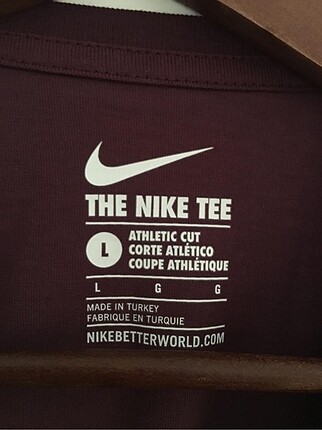 THE NIKE TEE
L
ATHLETIC CUT
CORTE ATLÉTICO
COUPE ATHLÉTIQUE
L G G
MADE IN TURKEY
FABRIQUE EN TURQUIE
NIKEBETTERWORLD.COM